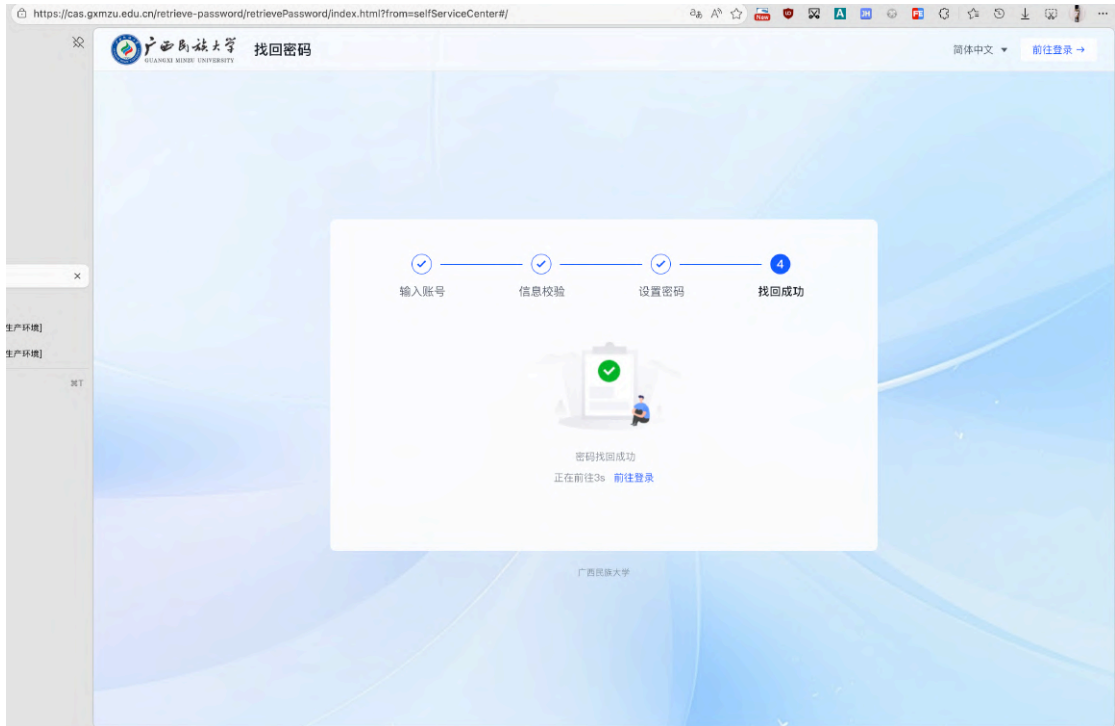 https://cas.gxmzu.edu.cn/retrieve-password/retrievePassword/index.html?from=selfServiceCenter#/
New
A
JH
FE
广西民族大学
GUANGXI MINZU UNIVERSITY
找回密码
简体中文
前往登录→
4
输入账号
信息校验
设置密码
找回成功
生产环境]
生产环境]
⌘T
密码找回成功
正在前往3s 前往登录
广西民族大学